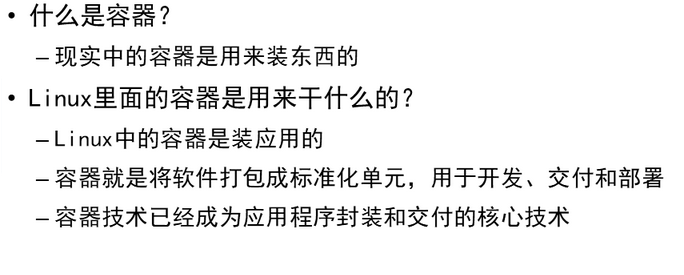 • 什么是容器？
– 现实中的容器是用来装东西的
• Linux里面的容器是用来干什么的？
– Linux中的容器是装应用的
– 容器就是将软件打包成标准化单元，用于开发、交付和部署
– 容器技术已经成为应用程序封装和交付的核心技术